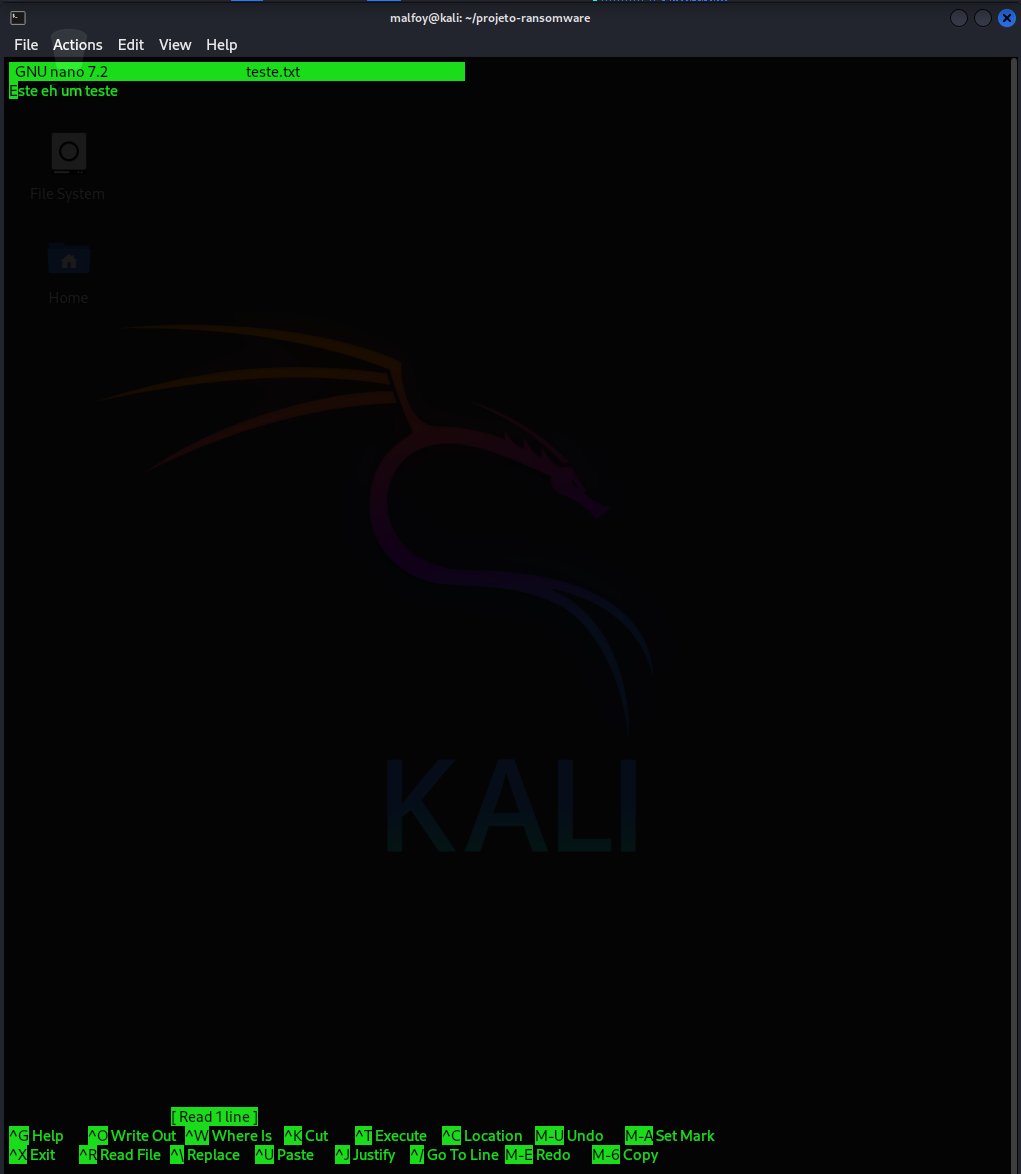 malfoy@kali: ~/projeto-ransomware
File Actions Edit View Help
GNU nano 7.2 teste.txt
Este eh um teste
File System
Home
KALI
[ Read 1 line ]
^G Help ^O Write Out ^W Where Is ^K Cut ^T Execute ^C Location M-U Undo M-A Set Mark
^X Exit ^R Read File ^\ Replace ^U Paste ^J Justify ^/ Go To Line M-E Redo M-6 Copy